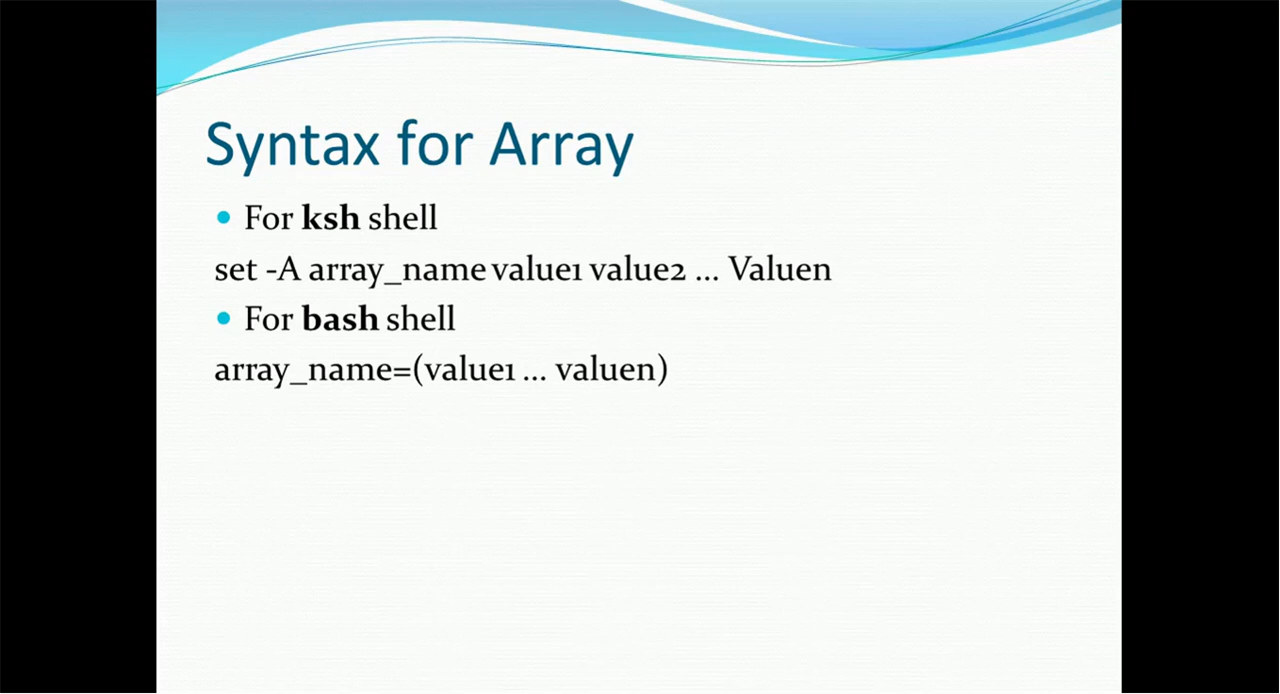 Syntax for Array
For ksh shell
set -A array_name value1 value2 ... Valuen
For bash shell
array_name=(value1 ... valuen)